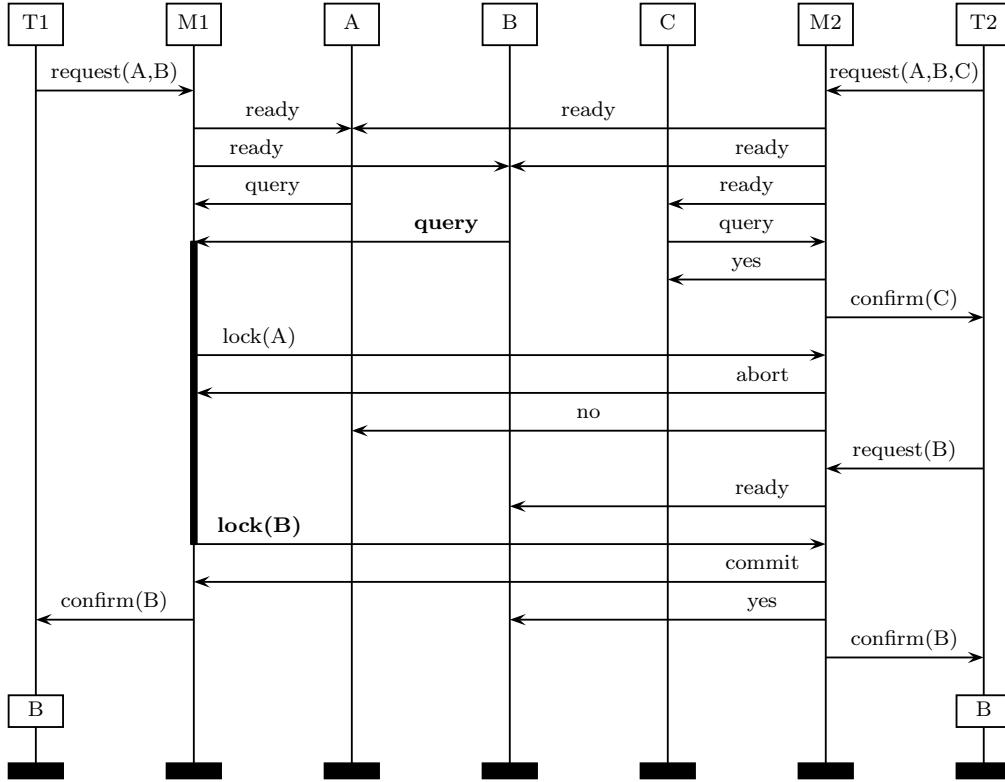 T1 M1 A B C M2 T2
request(A,B) request(A,B,C)
ready ready
ready ready
query ready
query query
yes
confirm(C)
lock(A)
abort
no
request(B)
ready
lock(B)
commit
confirm(B) yes
confirm(B)
B B